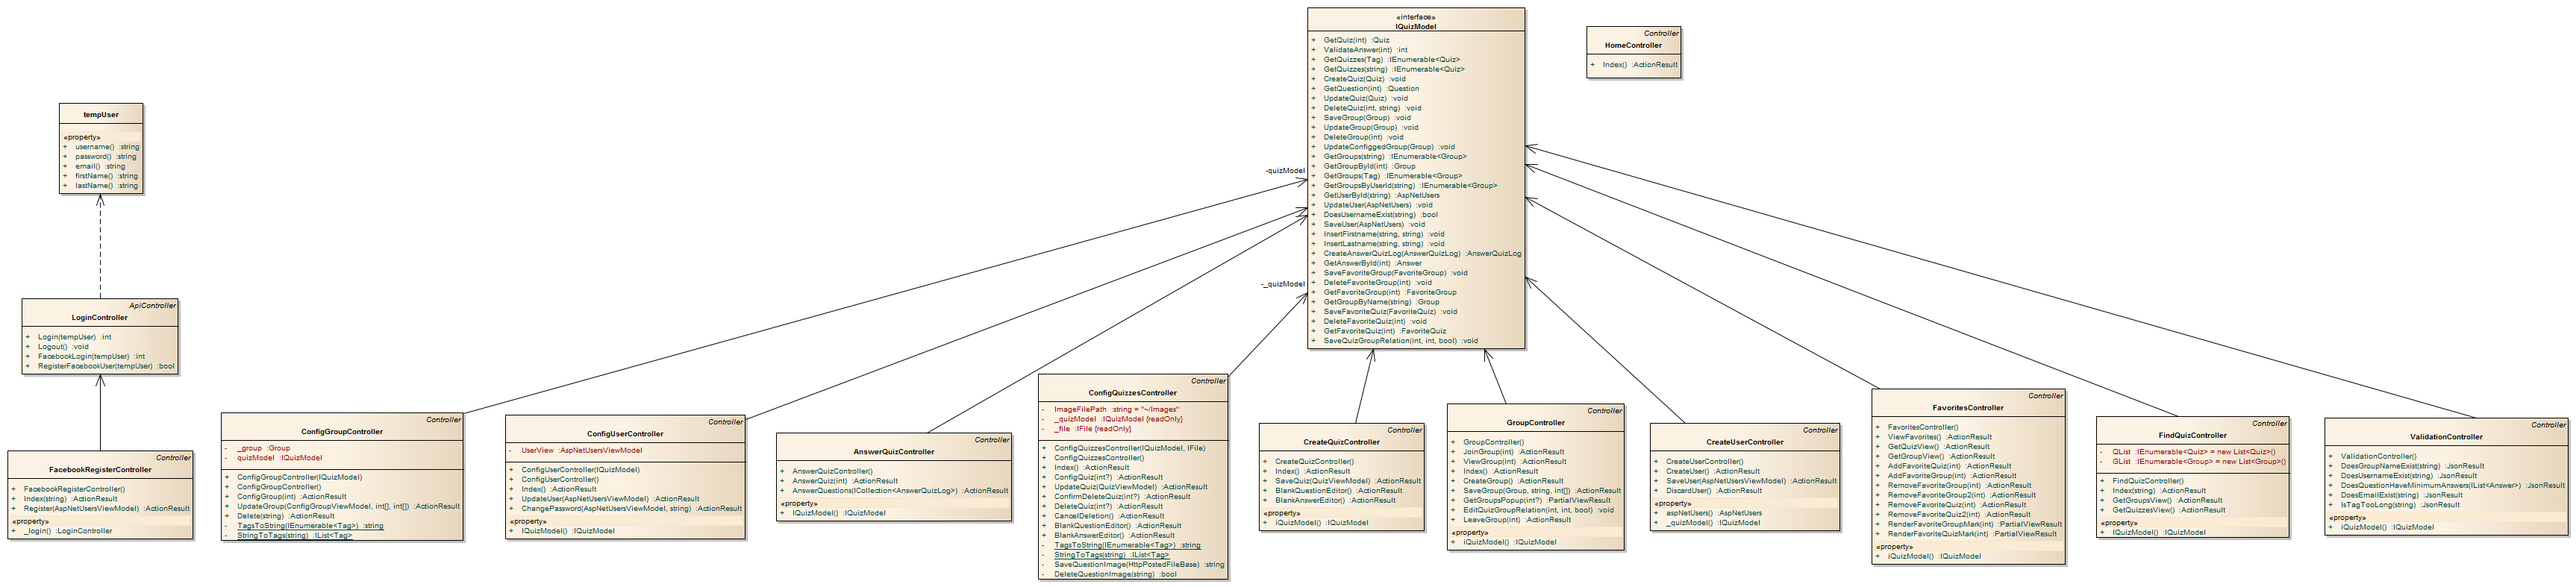 «interface»
IQuizModel
+ GetQuiz(int) :Quiz
+ ValidateAnswer(int) :int
+ GetQuizzes(Tag) :IEnumerable<Quiz>
+ GetQuizzes(string) :IEnumerable<Quiz>
+ CreateQuiz(Quiz) :void
+ GetQuestion(int) :Question
+ UpdateQuiz(Quiz) :void
+ DeleteQuiz(int, string) :void
+ SaveGroup(Group) :void
+ UpdateGroup(Group) :void
+ DeleteGroup(int) :void
+ UpdateConfiggedGroup(Group) :void
+ GetGroups(string) :IEnumerable<Group>
+ GetGroupById(int) :Group
+ GetGroups(Tag) :IEnumerable<Group>
+ GetGroupsByUserId(string) :IEnumerable<Group>
+ GetUserById(string) :AspNetUsers
+ UpdateUser(AspNetUsers) :void
+ DoesUsernameExist(string) :bool
+ SaveUser(AspNetUsers) :void
+ InsertFirstname(string, string) :void
+ InsertLastname(string, string) :void
+ CreateAnswerQuizLog(AnswerQuizLog) :AnswerQuizLog
+ GetAnswerById(int) :Answer
+ SaveFavoriteGroup(FavoriteGroup) :void
+ DeleteFavoriteGroup(int) :void
+ GetFavoriteGroup(int) :FavoriteGroup
+ GetGroupByName(string) :Group
+ SaveFavoriteQuiz(FavoriteQuiz) :void
+ DeleteFavoriteQuiz(int) :void
+ GetFavoriteQuiz(int) :FavoriteQuiz
+ SaveQuizGroupRelation(int, int, bool) :void
Controller
HomeController
+ Index() :ActionResult
tempUser
«property»
+ username() :string
+ password() :string
+ email() :string
+ firstName() :string
+ lastName() :string
-quizModel
-_quizModel
ApiController
LoginController
+ Login(tempUser) :int
+ Logout() :void
+ FacebookLogin(tempUser) :int
+ RegisterFacebookUser(tempUser) :bool
Controller
FacebookRegisterController
+ FacebookRegisterController()
+ Index(string) :ActionResult
+ Register(AspNetUsersViewModel) :ActionResult
«property»
+ _login() :LoginController
Controller
ConfigGroupController
- _group :Group
- quizModel :IQuizModel
+ ConfigGroupController(IQuizModel)
+ ConfigGroupController()
+ ConfigGroup(int) :ActionResult
+ UpdateGroup(ConfigGroupViewModel, int[], int[]) :ActionResult
+ Delete(string) :ActionResult
- TagsToString(IEnumerable<Tag>) :string
- StringToTags(string) :IList<Tag>
Controller
ConfigUserController
- UserView :AspNetUsersViewModel
+ ConfigUserController(IQuizModel)
+ ConfigUserController()
+ Index() :ActionResult
+ UpdateUser(AspNetUsersViewModel) :ActionResult
+ ChangePassword(AspNetUsersViewModel, string) :ActionResult
«property»
+ IQuizModel() :IQuizModel
Controller
AnswerQuizController
+ AnswerQuizController()
+ AnswerQuiz(int) :ActionResult
+ AnswerQuestions(ICollection<AnswerQuizLog>) :ActionResult
«property»
+ IQuizModel() :IQuizModel
Controller
ConfigQuizzesController
- ImageFilePath :string = "~/Images"
- _quizModel :IQuizModel {readOnly}
- _file :IFile {readOnly}
+ ConfigQuizzesController(IQuizModel, IFile)
+ ConfigQuizzesController()
+ Index() :ActionResult
+ ConfigQuiz(int?) :ActionResult
+ UpdateQuiz(QuizViewModel) :ActionResult
+ ConfirmDeleteQuiz(int?) :ActionResult
+ DeleteQuiz(int?) :ActionResult
+ CancelDeletion() :ActionResult
+ BlankQuestionEditor() :ActionResult
+ BlankAnswerEditor() :ActionResult
- TagsToString(IEnumerable<Tag>) :string
- StringToTags(string) :IList<Tag>
- SaveQuestionImage(HttpPostedFileBase) :string
- DeleteQuestionImage(string) :bool
Controller
CreateQuizController
+ CreateQuizController()
+ Index() :ActionResult
+ SaveQuiz(QuizViewModel) :ActionResult
+ BlankQuestionEditor() :ActionResult
+ BlankAnswerEditor() :ActionResult
«property»
+ iQuizModel() :IQuizModel
Controller
GroupController
+ GroupController()
+ JoinGroup(int) :ActionResult
+ ViewGroup(int) :ActionResult
+ Index() :ActionResult
+ CreateGroup() :ActionResult
+ SaveGroup(Group, string, int[]) :ActionResult
+ GetGroupsPopup(int?) :PartialViewResult
+ EditQuizGroupRelation(int, int, bool) :void
+ LeaveGroup(int) :ActionResult
«property»
+ iQuizModel() :IQuizModel
Controller
CreateUserController
+ CreateUserController()
+ CreateUser() :ActionResult
+ SaveUser(AspNetUsersViewModel) :ActionResult
+ DiscardUser() :ActionResult
«property»
+ aspNetUsers() :AspNetUsers
+ _quizModel() :IQuizModel
Controller
FavoritesController
+ FavoritesController()
+ ViewFavorites() :ActionResult
+ GetQuizView() :ActionResult
+ GetGroupView() :ActionResult
+ AddFavoriteQuiz(int) :ActionResult
+ AddFavoriteGroup(int) :ActionResult
+ RemoveFavoriteGroup(int) :ActionResult
+ RemoveFavoriteGroup2(int) :ActionResult
+ RemoveFavoriteQuiz(int) :ActionResult
+ RemoveFavoriteQuiz2(int) :ActionResult
+ RenderFavoriteGroupMark(int) :PartialViewResult
+ RenderFavoriteQuizMark(int) :PartialViewResult
«property»
+ iQuizModel() :IQuizModel
Controller
FindQuizController
- QList :IEnumerable<Quiz> = new List<Quiz>()
- GList :IEnumerable<Group> = new List<Group>()
+ FindQuizController()
+ Index(string) :ActionResult
+ GetGroupsView() :ActionResult
+ GetQuizzesView() :ActionResult
«property»
+ IQuizModel() :IQuizModel
Controller
ValidationController
+ ValidationController()
+ DoesGroupNameExist(string) :JsonResult
+ DoesUsernameExist(string) :JsonResult
+ DoesQuestionHaveMinimumAnswers(IList<Answer>) :JsonResult
+ DoesEmailExist(string) :JsonResult
+ IsTagTooLong(string) :JsonResult
«property»
+ iQuizModel() :IQuizModel